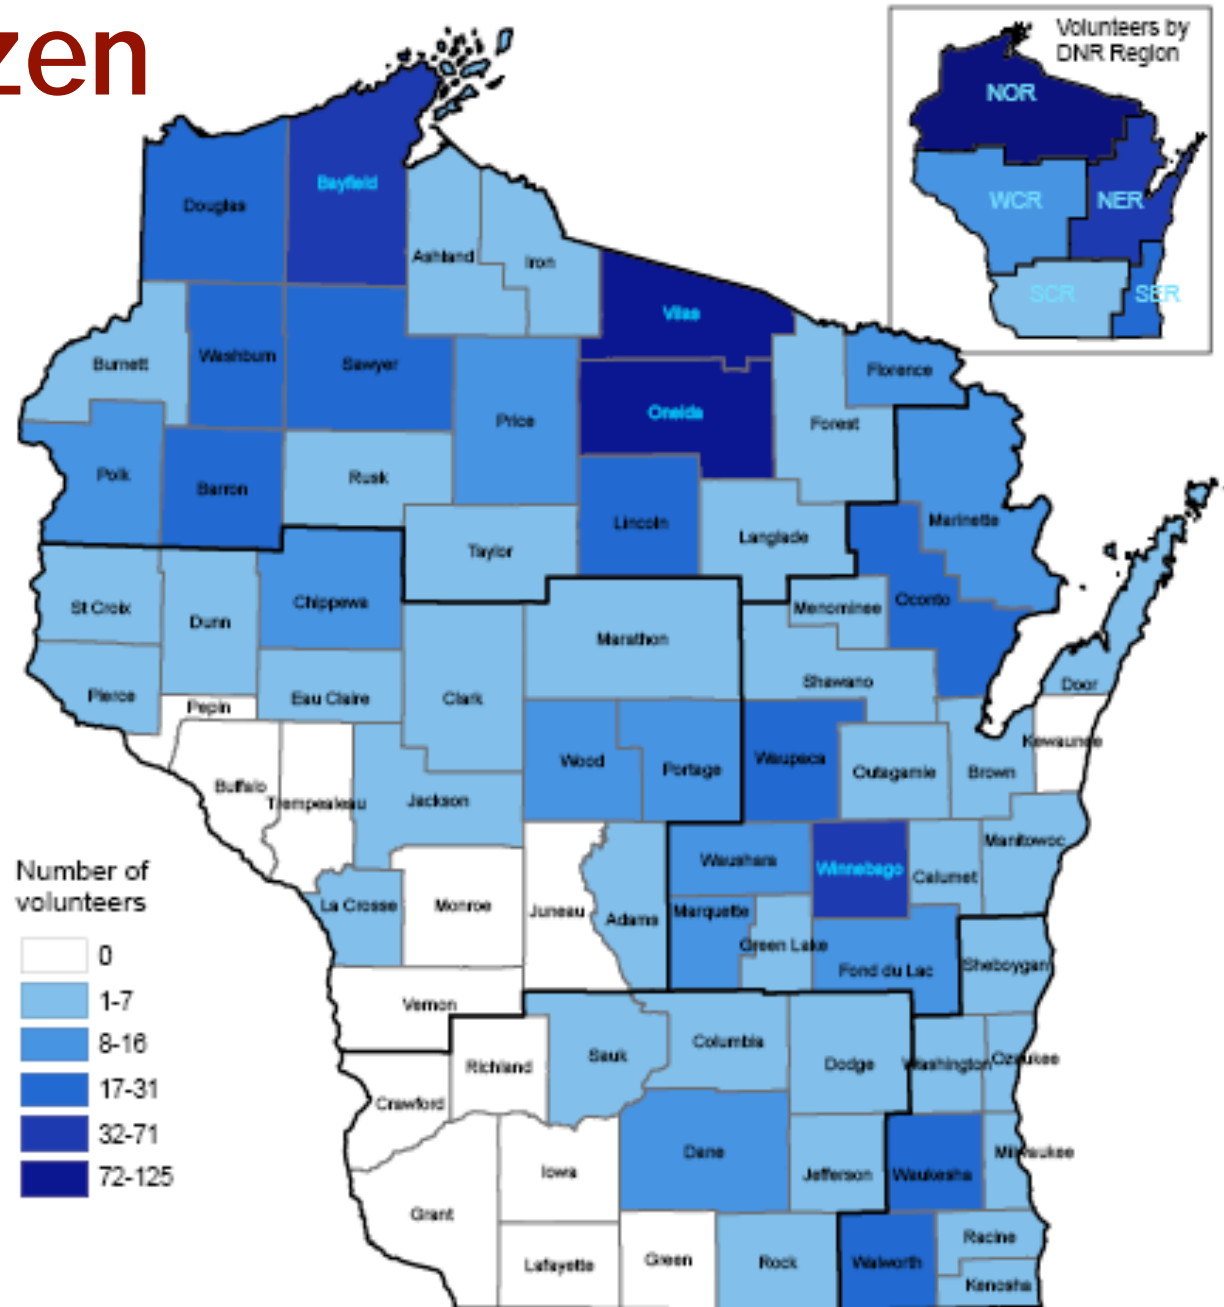 zen
Volunteers by
DNR Region
NOR
WCR
NER
SCR
SER
Douglas
Bayfield
Ashland
Iron
Vilas
Burnett
Washburn
Sawyer
Price
Oneida
Forest
Florence
Polk
Barron
Rusk
Taylor
Lincoln
Langlade
Marinette
St Croix
Dunn
Chippewa
Marathon
Menominee
Oconto
Pierce
Pepin
Eau Claire
Clark
Shawano
Door
Buffalo
Trempealeau
Jackson
Wood
Portage
Waupaca
Outagamie
Brown
Kewaunee
La Crosse
Monroe
Juneau
Adams
Waushara
Winnebago
Calumet
Manitowoc
Marquette
Green Lake
Fond du Lac
Sheboygan
Vernon
Richland
Sauk
Columbia
Dodge
Washington
Ozaukee
Crawford
Grant
Iowa
Dane
Jefferson
Waukesha
Milwaukee
Lafayette
Green
Rock
Walworth
Racine
Kenosha
Number of
volunteers
0
1-7
8-16
17-31
32-71
72-125